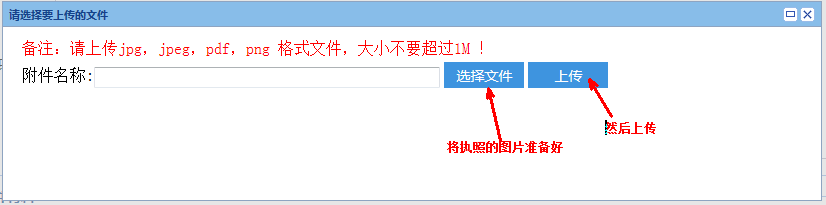 请选择要上传的文件
备注：请上传jpg，jpeg，pdf，png 格式文件，大小不要超过1M ！
附件名称: 选择文件 上传
然后上传
将执照的图片准备好